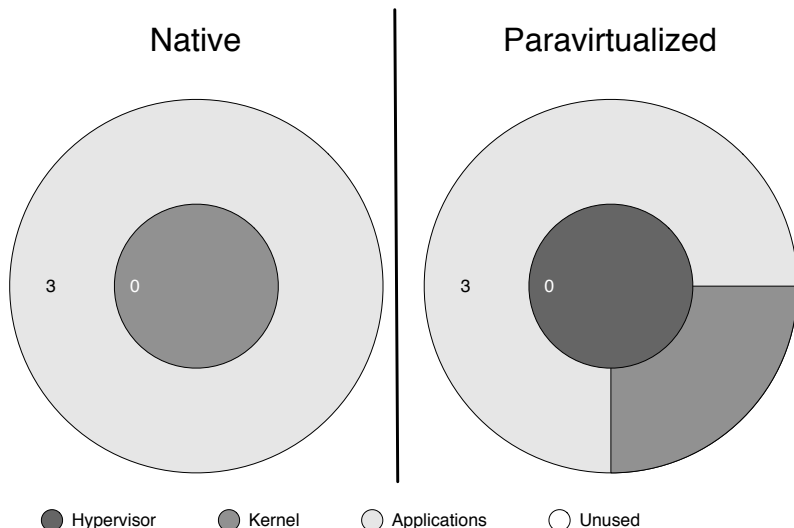 Native
Paravirtualized
3
0
3
0
Hypervisor
Kernel
Applications
Unused